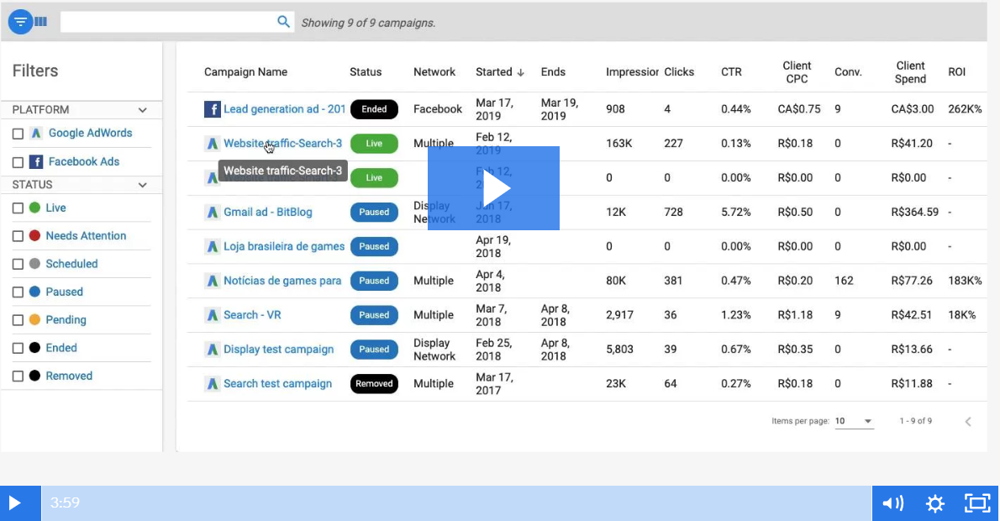 Showing 9 of 9 campaigns.
Filters
PLATFORM
Google AdWords
Facebook Ads
STATUS
Live
Needs Attention
Scheduled
Paused
Pending
Ended
Removed
Campaign Name Status Network Started Ends Impression Clicks CTR Client CPC Conv. Client Spend ROI
Lead generation ad - 201 Ended Facebook Mar 17, 2019 Mar 19, 2019 908 4 0.44% CA$0.75 9 CA$3.00 262K%
Website traffic-Search-3 Live Multiple Feb 12, 2019 163K 227 0.13% R$0.18 0 R$41.20 -
Website traffic-Search-3
Live 12, 0 0 0.00% R$0.00 0 R$0.00 -
Gmail ad - BitBlog Paused Display Network Jun 17, 2018 12K 728 5.72% R$0.50 0 R$364.59 -
Loja brasileira de games Paused Apr 19, 2018 0 0 0.00% R$0.00 0 R$0.00 -
Notícias de games para Paused Multiple Apr 4, 2018 80K 381 0.47% R$0.20 162 R$77.26 183K%
Search - VR Paused Multiple Mar 7, 2018 Apr 8, 2018 2,917 36 1.23% R$1.18 9 R$42.51 18K%
Display test campaign Paused Display Network Feb 25, 2018 Apr 8, 2018 5,803 39 0.67% R$0.35 0 R$13.66 -
Search test campaign Removed Multiple Mar 17, 2017 23K 64 0.27% R$0.18 0 R$11.88 -
Items per page: 10 1 - 9 of 9
3:59